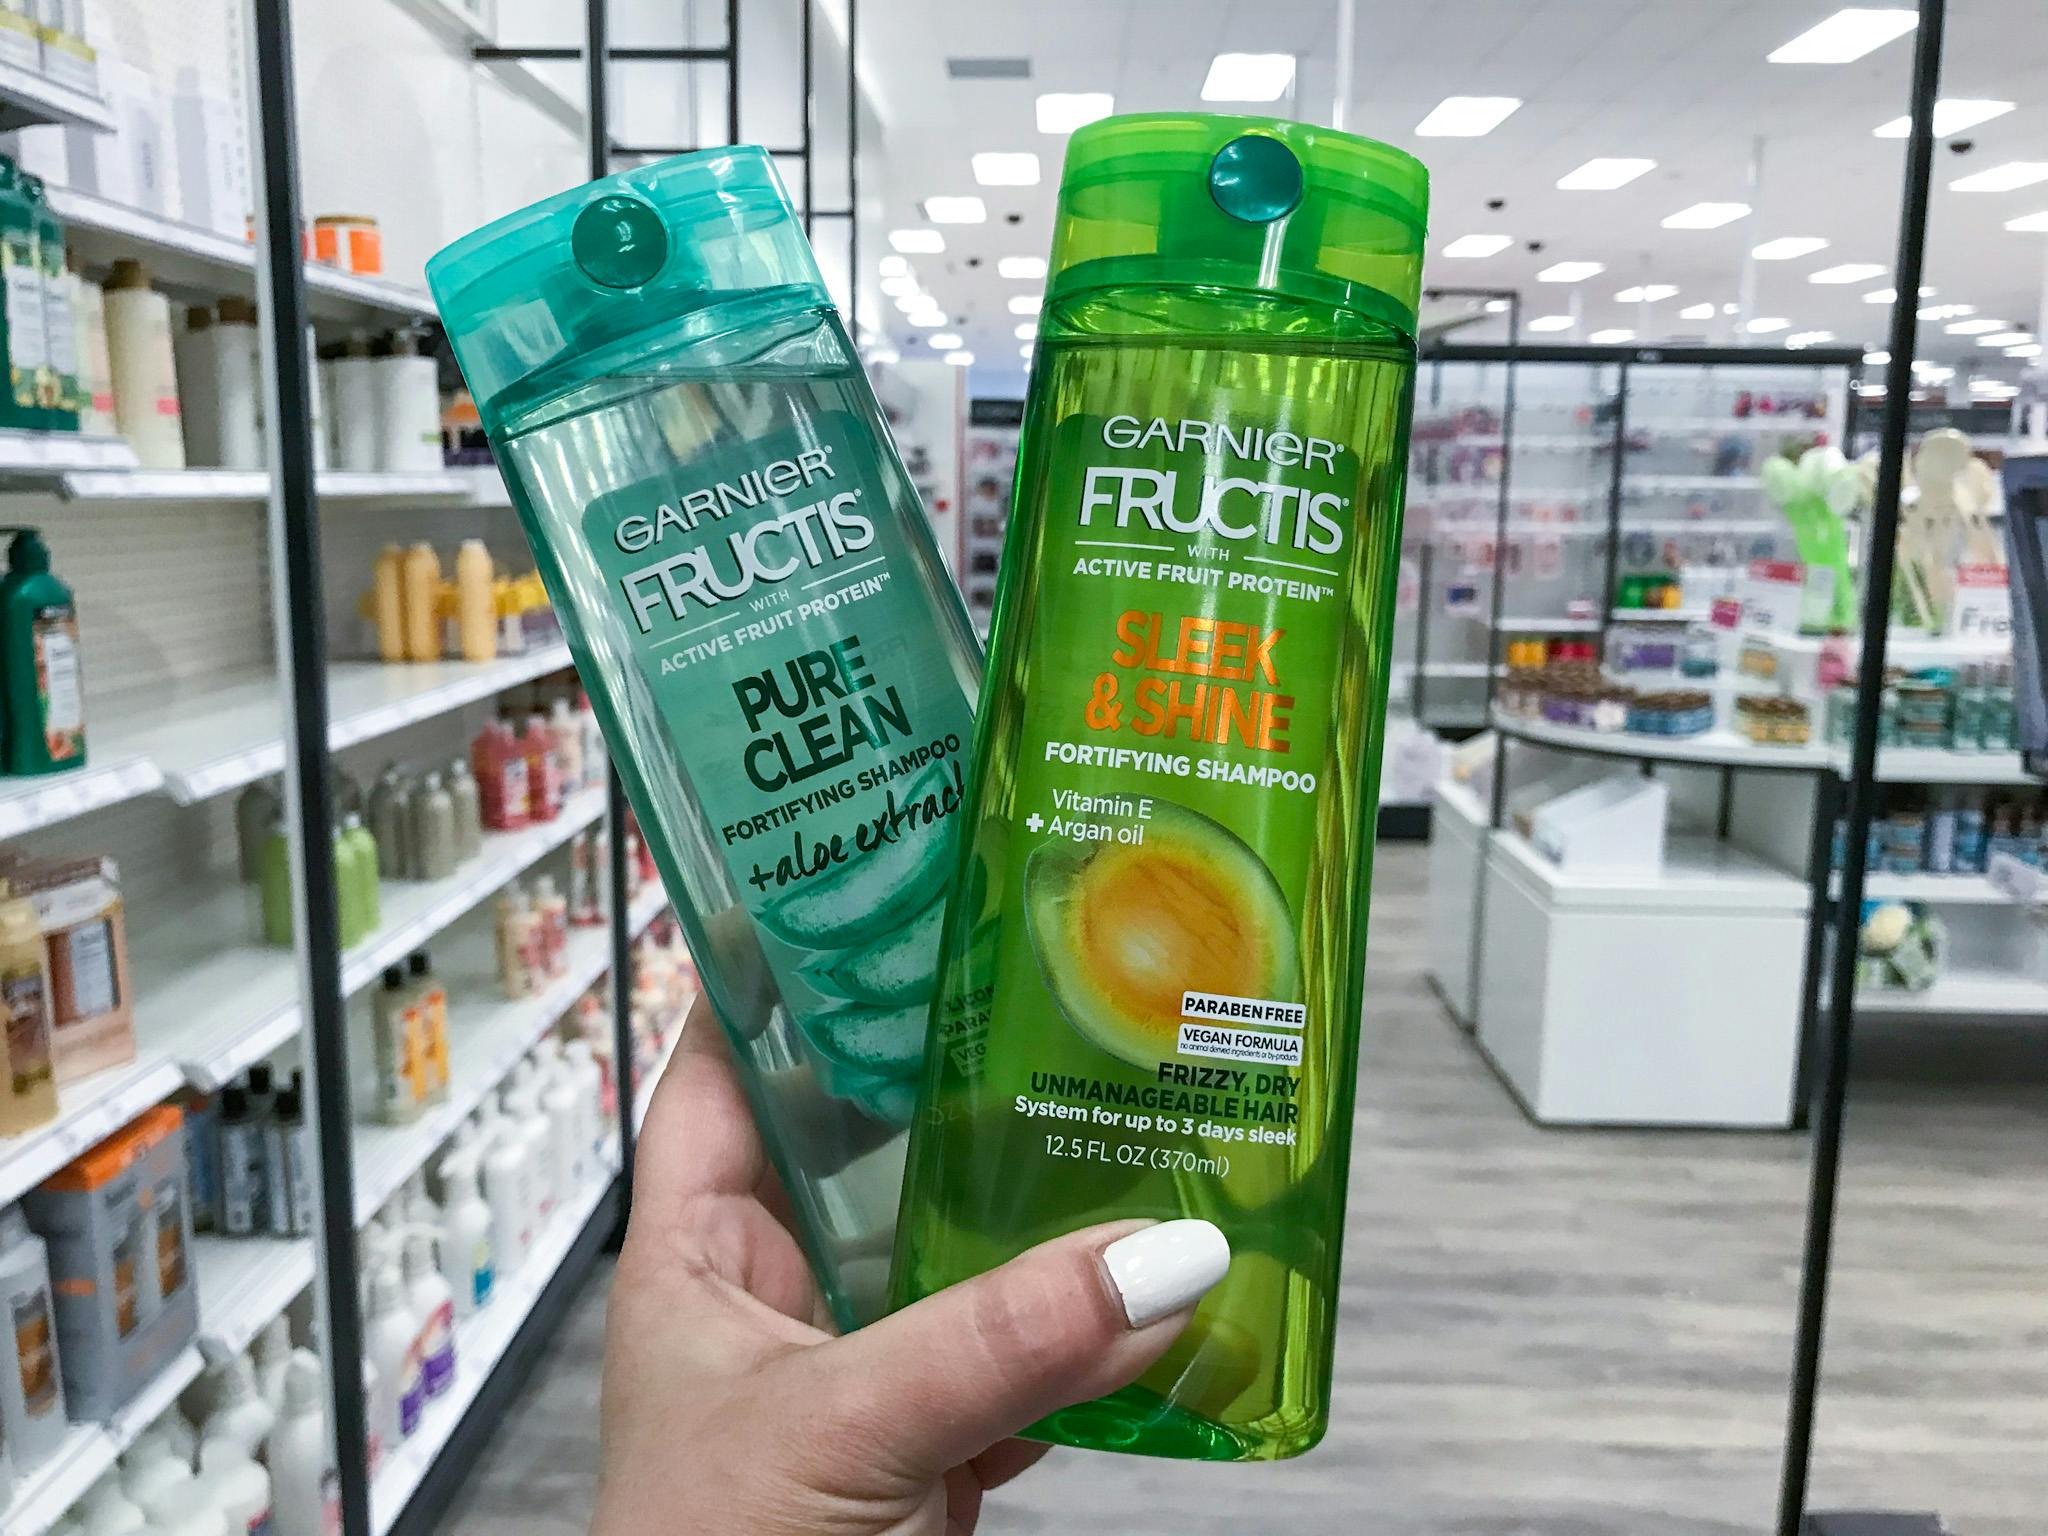 GARNIER®
FRUCTIS®
WITH
ACTIVE FRUIT PROTEIN™
PURE
CLEAN
FORTIFYING SHAMPOO
+aloe extract
GARNIER®
FRUCTIS®
WITH
ACTIVE FRUIT PROTEIN™
SLEEK
& SHINE
FORTIFYING SHAMPOO
Vitamin E
+ Argan oil
PARABEN FREE
VEGAN FORMULA
no animal derived ingredients or by-products
FRIZZY, DRY
UNMANAGEABLE HAIR
System for up to 3 days sleek
12.5 FL OZ (370ml)